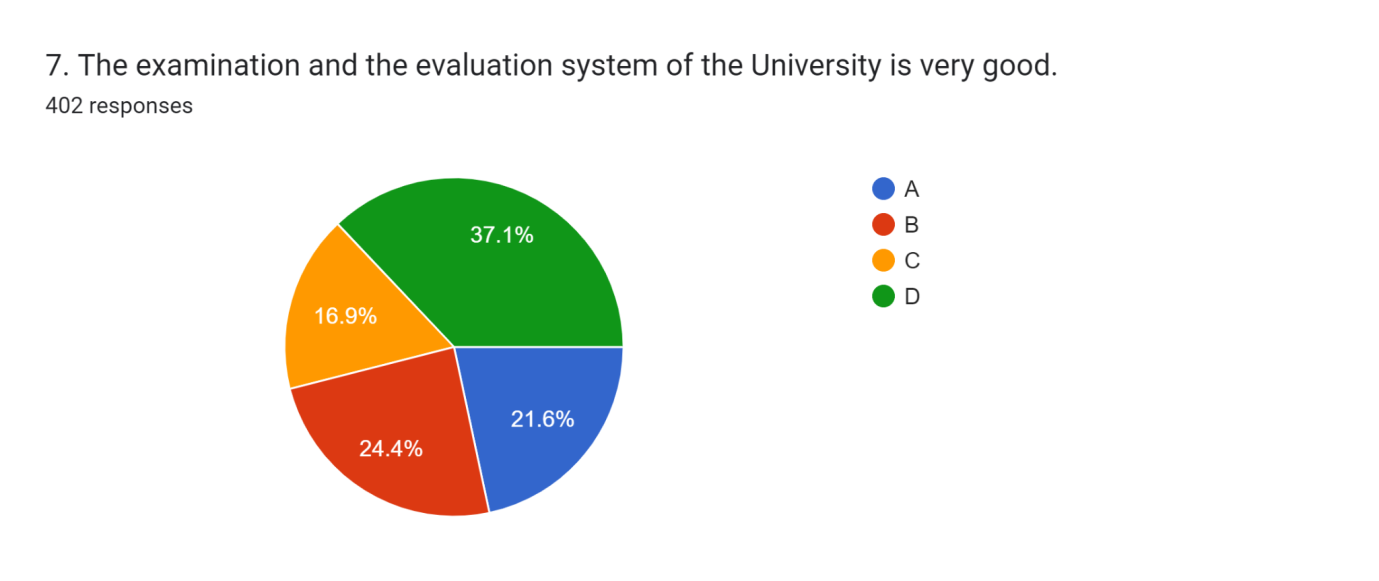 7. The examination and the evaluation system of the University is very good.
402 responses
A
B
C
D
37.1%
16.9%
21.6%
24.4%